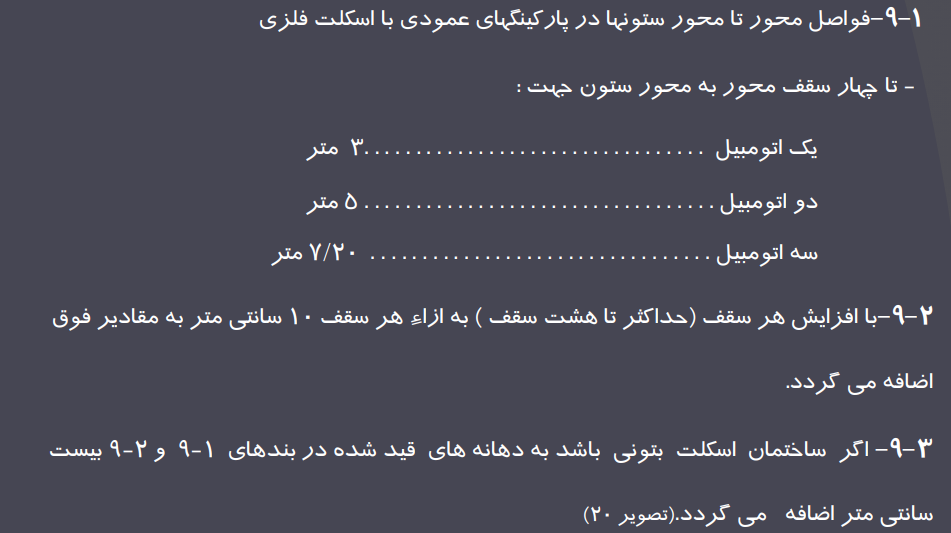 ۹-۱-فواصل محور تا محور ستونها در پارکینگهای عمودی با اسکلت فلزی
- تا چهار سقف محور به محور ستون جهت :
یک اتومبیل .................................۳ متر
دو اتومبیل..................................۵ متر
سه اتومبیل................................. ۷/۲۰ متر
۹-۲-با افزایش هر سقف (حداکثر تا هشت سقف ) به ازاءِ هر سقف ۱۰ سانتی متر به مقادیر فوق
اضافه می گردد.
۹-۳- اگر ساختمان اسکلت بتونی باشد به دهانه های قید شده در بندهای ۹-۱ و ۹-۲ بیست
سانتی متر اضافه می گردد.(تصویر ۲۰)